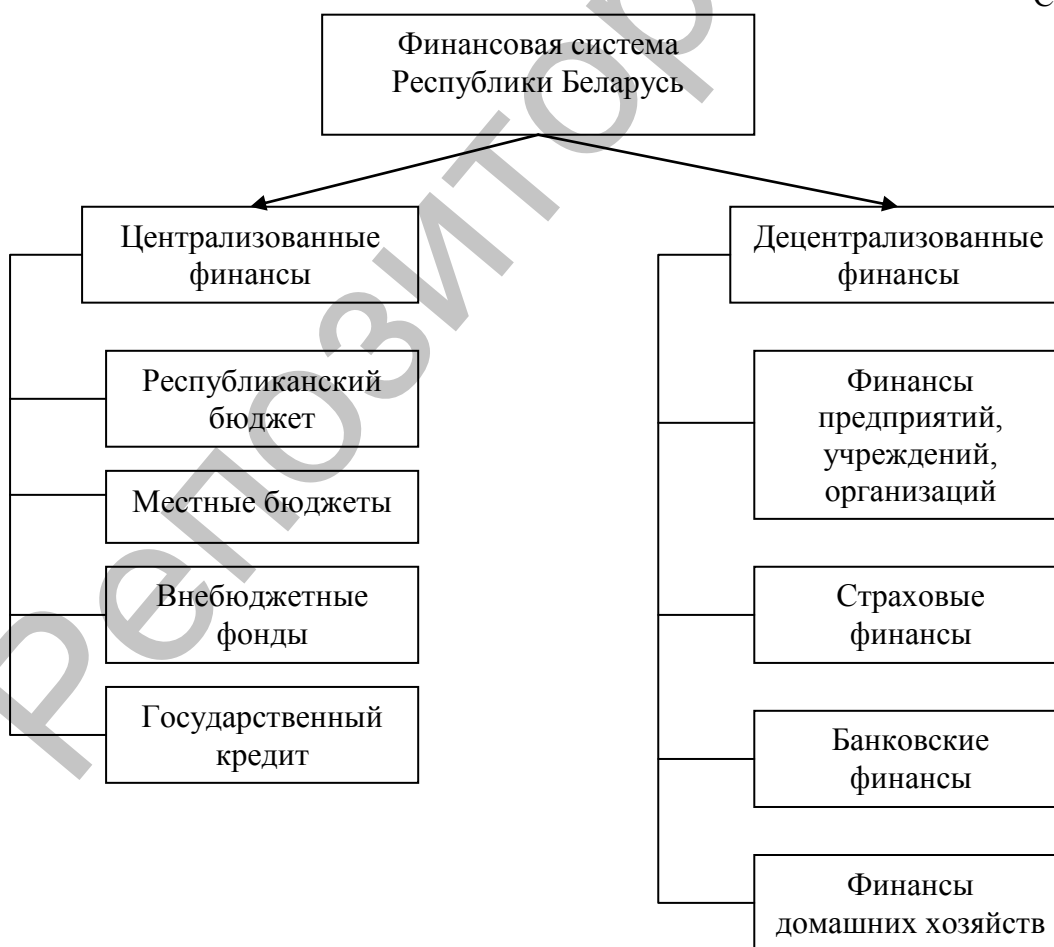 С
Финансовая система
Республики Беларусь
Централизованные
финансы
Республиканский
бюджет
Местные бюджеты
Внебюджетные
фонды
Государственный
кредит
Децентрализованные
финансы
Финансы
предприятий,
учреждений,
организаций
Страховые
финансы
Банковские
финансы
Финансы
домашних хозяйств
Репозитор